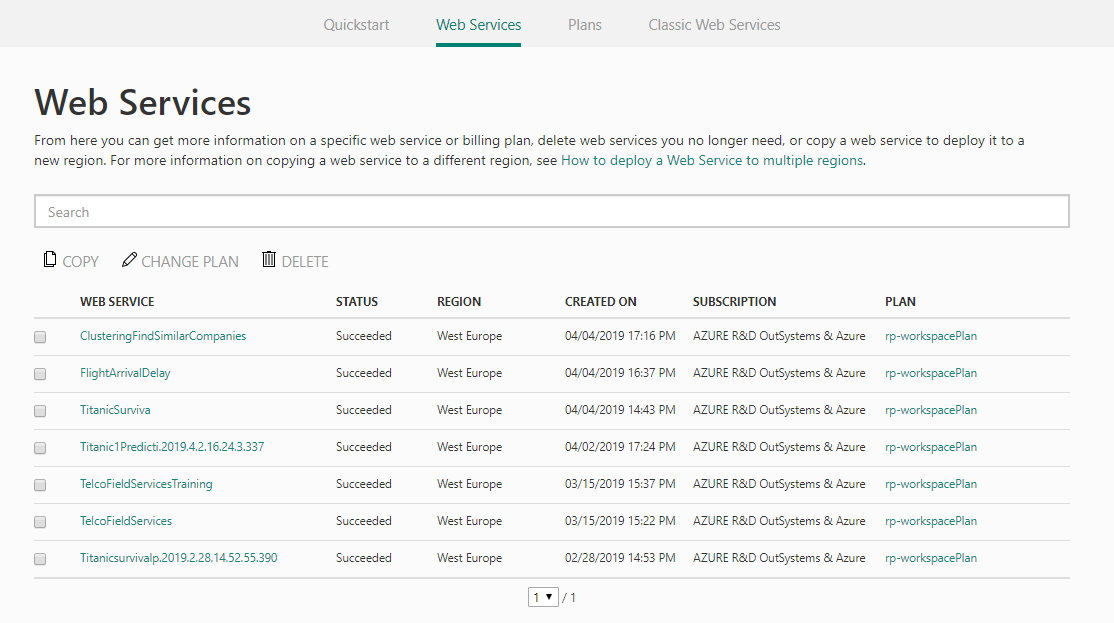 Quickstart Web Services Plans Classic Web Services
Web Services
From here you can get more information on a specific web service or billing plan, delete web services you no longer need, or copy a web service to deploy it to a
new region. For more information on copying a web service to a different region, see How to deploy a Web Service to multiple regions.
Search
COPY CHANGE PLAN DELETE
WEB SERVICE STATUS REGION CREATED ON SUBSCRIPTION PLAN
ClusteringFindSimilarCompanies Succeeded West Europe 04/04/2019 17:16 PM AZURE R&D OutSystems & Azure rp-workspacePlan
FlightArrivalDelay Succeeded West Europe 04/04/2019 16:37 PM AZURE R&D OutSystems & Azure rp-workspacePlan
TitanicSurviva Succeeded West Europe 04/04/2019 14:43 PM AZURE R&D OutSystems & Azure rp-workspacePlan
Titanic1Predicti.2019.4.2.16.24.3.337 Succeeded West Europe 04/02/2019 17:24 PM AZURE R&D OutSystems & Azure rp-workspacePlan
TelcoFieldServicesTraining Succeeded West Europe 03/15/2019 15:37 PM AZURE R&D OutSystems & Azure rp-workspacePlan
TelcoFieldServices Succeeded West Europe 03/15/2019 15:22 PM AZURE R&D OutSystems & Azure rp-workspacePlan
Titanicsurvivalp.2019.2.28.14.52.55.390 Succeeded West Europe 02/28/2019 14:53 PM AZURE R&D OutSystems & Azure rp-workspacePlan
1 / 1